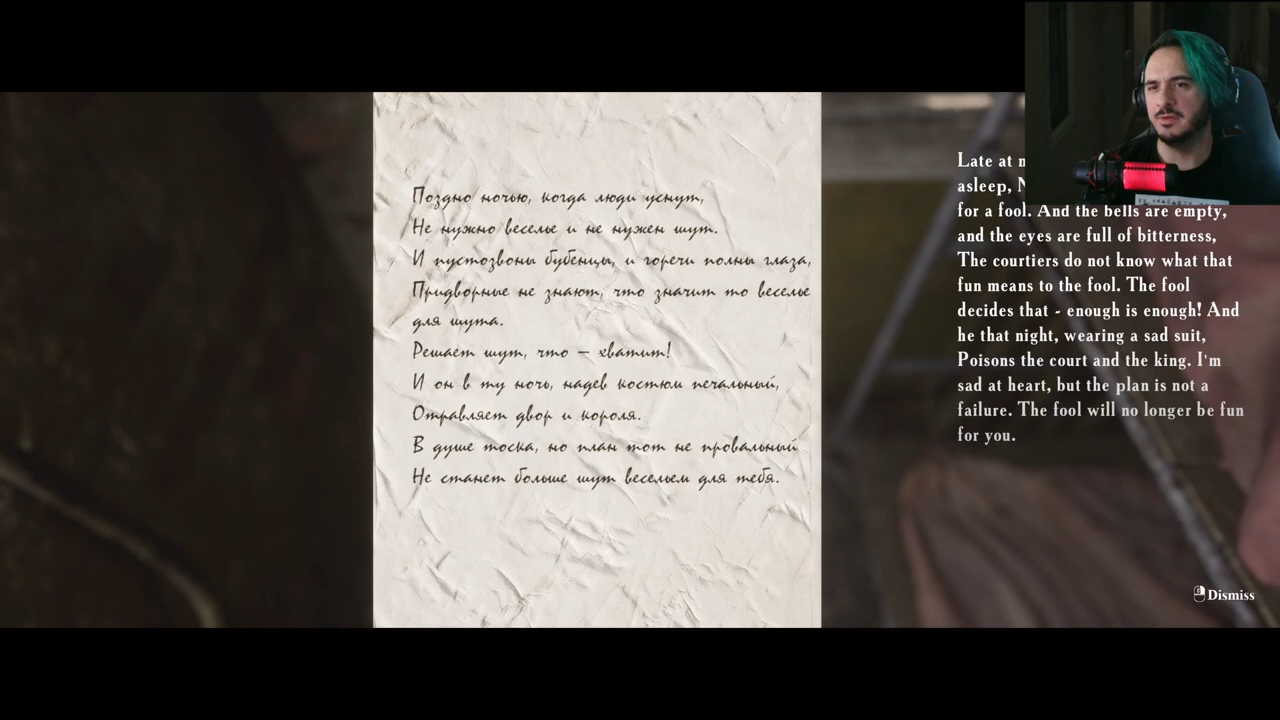 Поздно ночью, когда люди уснут,
Не нужно веселье и не нужен шут.
И пустозвоны бубенцы, и горечи полны глаза,
Придворные не знают, что значит то веселье
для шута.
Решает шут, что – хватит!
И он в ту ночь, надев костюм печальный,
Отравляет двор и короля.
В душе тоска, но план тот не провальный
Не станет больше шут весельем для тебя.
Late at
asleep,
for a fool. And the bells are empty,
and the eyes are full of bitterness,
The courtiers do not know what that
fun means to the fool. The fool
decides that - enough is enough! And
he that night, wearing a sad suit,
Poisons the court and the king. I'm
sad at heart, but the plan is not a
failure. The fool will no longer be fun
for you.
Dismiss